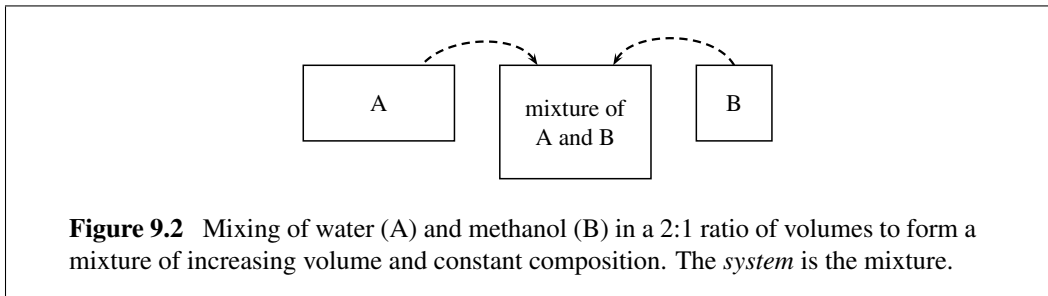 A
mixture of
A and B
B
Figure 9.2 Mixing of water (A) and methanol (B) in a 2:1 ratio of volumes to form a
mixture of increasing volume and constant composition. The system is the mixture.